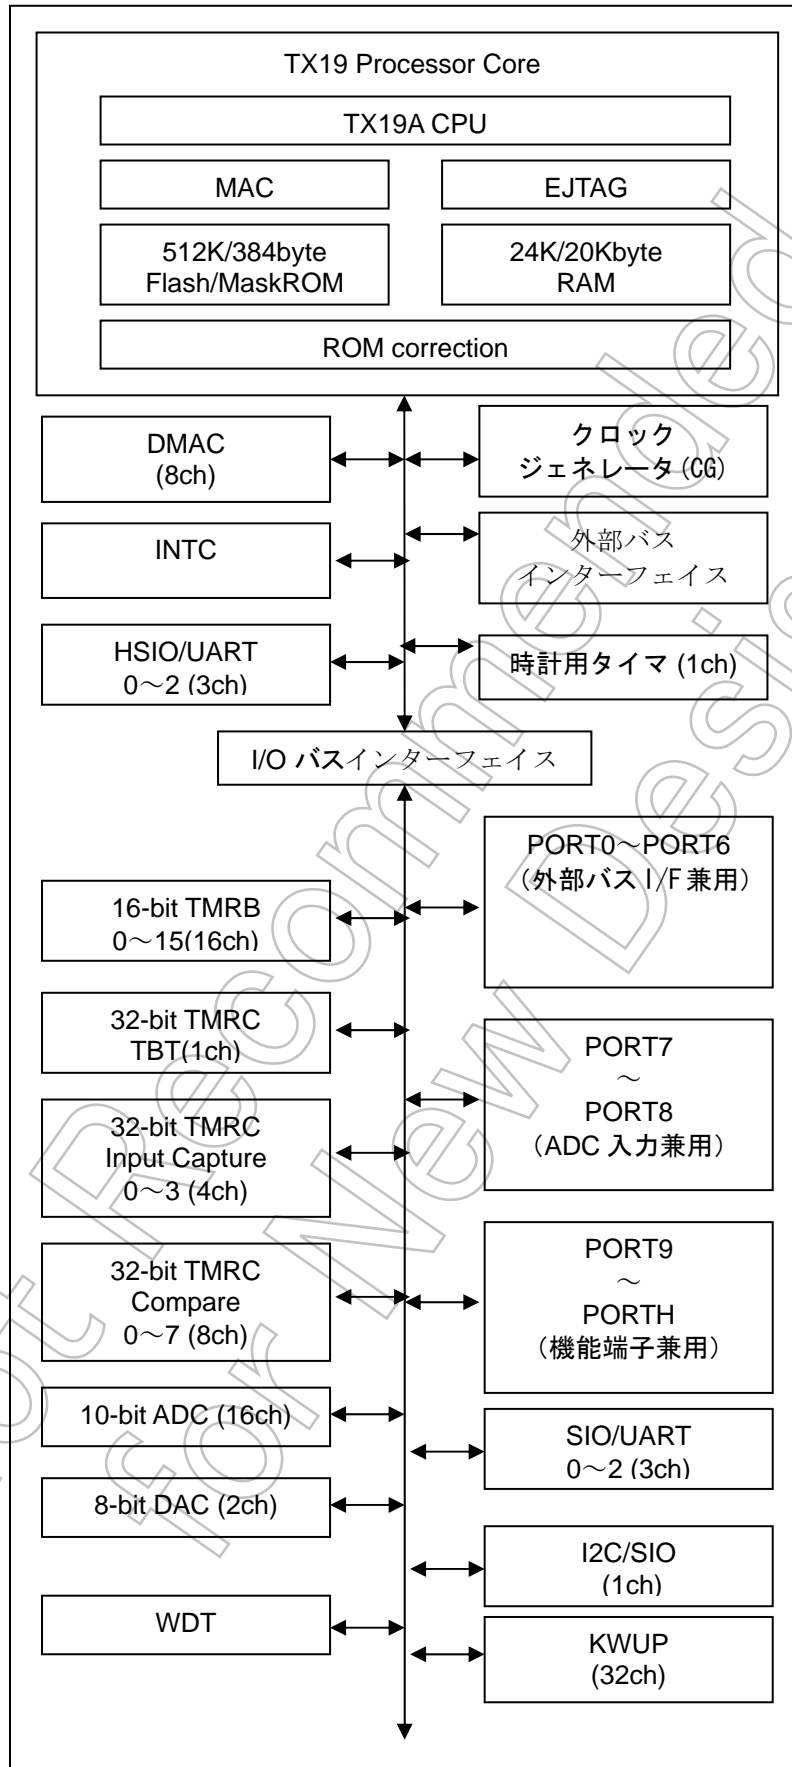 TX19 Processor Core
TX19A CPU
MAC
EJTAG
512K/384byte
Flash/MaskROM
24K/20Kbyte
RAM
ROM correction
DMAC
(8ch)
クロック
ジェネレータ(CG)
INTC
外部バス
インターフェイス
HSIO/UART
0～2 (3ch)
時計用タイマ (1ch)
I/O バスインターフェイス
PORT0～PORT6
（外部バス I/F 兼用）
16-bit TMRB
0～15(16ch)
32-bit TMRC
TBT(1ch)
PORT7
～
PORT8
（ADC 入力兼用）
32-bit TMRC
Input Capture
0～3 (4ch)
32-bit TMRC
Compare
0～7 (8ch)
PORT9
～
PORTH
（機能端子兼用）
10-bit ADC (16ch)
SIO/UART
0～2 (3ch)
8-bit DAC (2ch)
I2C/SIO
(1ch)
WDT
KWUP
(32ch)
Not Recommended
for New Desi